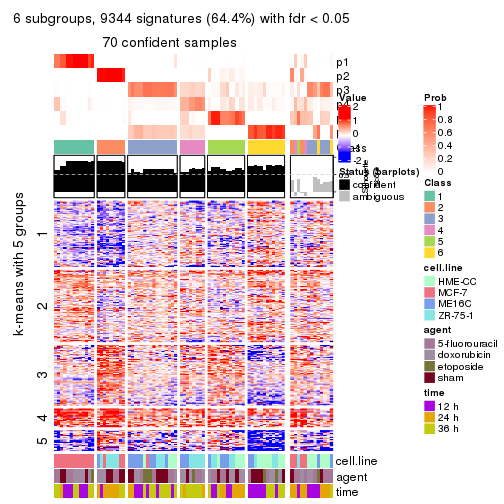 6 subgroups, 9344 signatures (64.4%) with fdr < 0.05
70 confident samples
p1
p2
p3
p4
Value
2
1
0
-1
-2
Class
Silhouette
score
Status (barplots)
confident
ambiguous
k-means with 5 groups
1
2
3
4
5
cell.line
agent
time
Prob
1
0.8
0.6
0.4
0.2
0
Class
1
2
3
4
5
6
cell.line
HME-CC
MCF-7
ME16C
ZR-75-1
agent
5-fluorouracil
doxorubicin
etoposide
sham
time
12 h
24 h
36 h